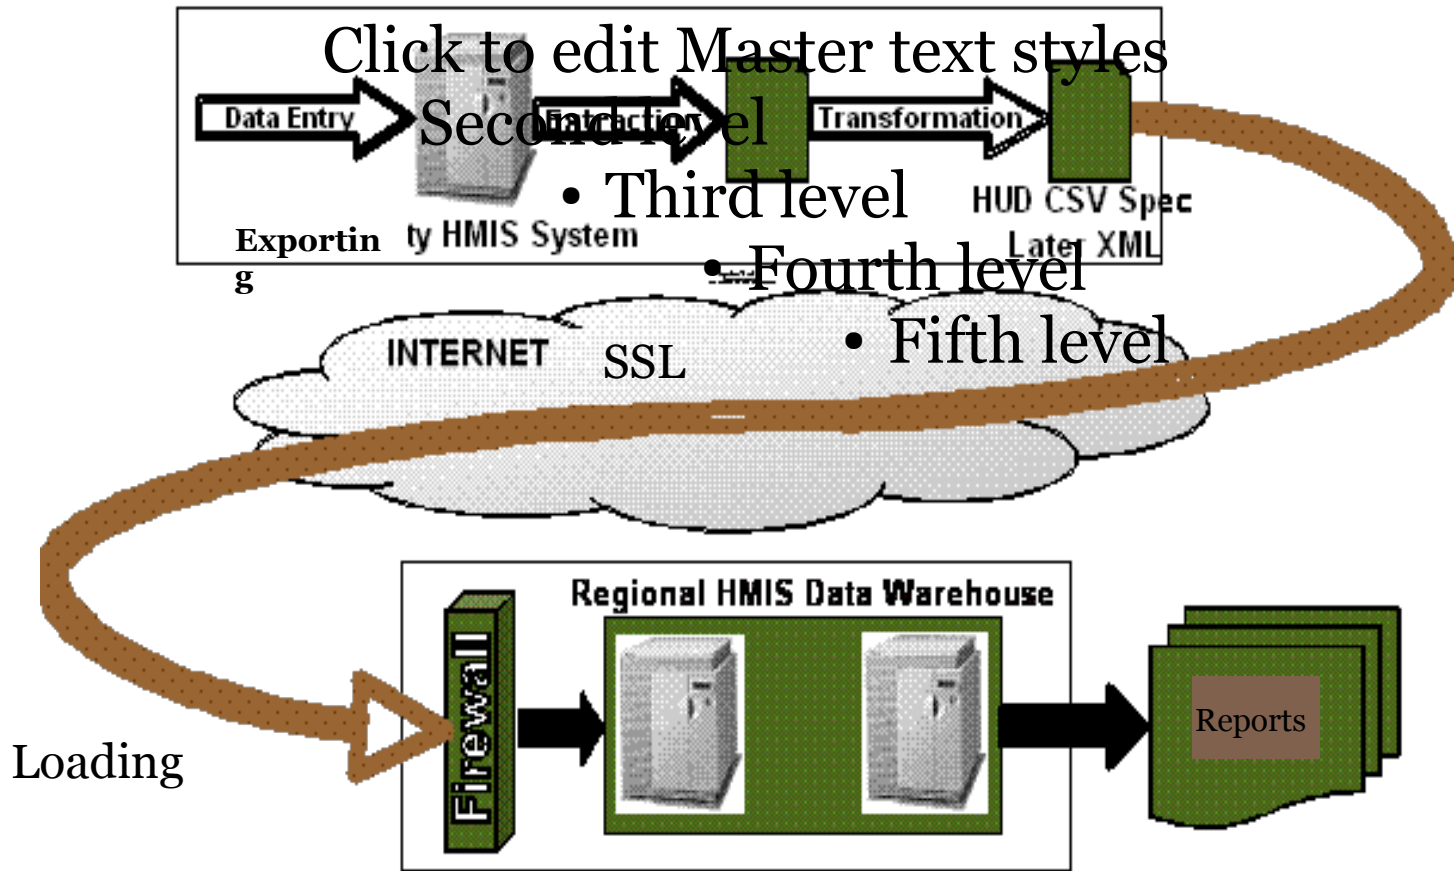 Click to edit Master text styles
Data Entry
Second level
Extraction
Transformation
• Third level
HUD CSV Spec
Later XML
Exportin
g
ty HMIS System
• Fourth level
INTERNET
SSL
• Fifth level
Regional HMIS Data Warehouse
Firewall
Reports
Loading